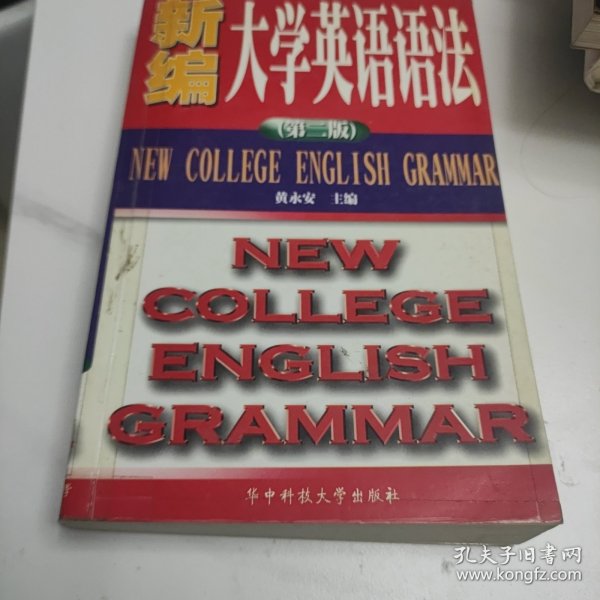 新编
大学英语语法
(第二版)
NEW COLLEGE ENGLISH GRAMMAR
黄永安 主编
NEW
COLLEGE
ENGLISH
GRAMMAR
华中科技大学出版社
孔夫子旧书网
www.kongfz.com